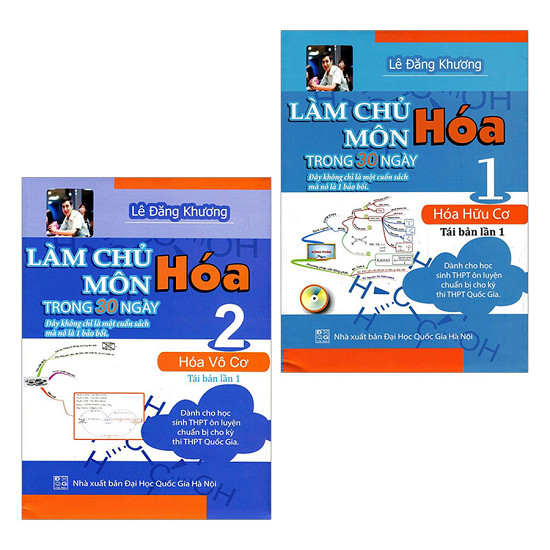 Lê Đăng Khương
LÀM CHỦ
MÔN Hóa
TRONG 30 NGÀY
Đây không chỉ là một cuốn sách
mà nó là 1 bảo bối.
1
Hóa Hữu Cơ
Tái bản lần 1
Dành cho học
sinh THPT ôn luyện
chuẩn bị cho kỳ
thi THPT Quốc Gia.
Nhà xuất bản Đại Học Quốc Gia Hà Nội
Lê Đăng Khương
LÀM CHỦ
MÔN Hóa
TRONG 30 NGÀY
Đây không chỉ là một cuốn sách
mà nó là 1 bảo bối.
2
Hóa Vô Cơ
Tái bản lần 1
Dành cho học
sinh THPT ôn luyện
chuẩn bị cho kỳ
thi THPT Quốc Gia.
Nhà xuất bản Đại Học Quốc Gia Hà Nội